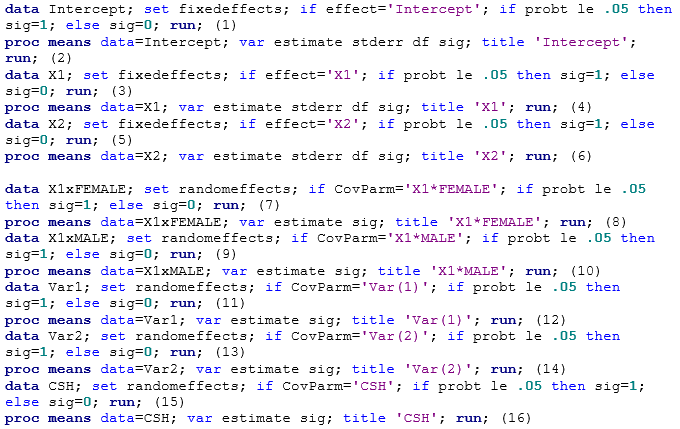 data Intercept; set fixedeffects; if effect='Intercept'; if probt le .05 then
sig=1; else sig=0; run; (1)
proc means data=Intercept; var estimate stderr df sig; title 'Intercept';
run; (2)
data X1; set fixedeffects; if effect='X1'; if probt le .05 then sig=1; else
sig=0; run; (3)
proc means data=X1; var estimate stderr df sig; title 'X1'; run; (4)
data X2; set fixedeffects; if effect='X2'; if probt le .05 then sig=1; else
sig=0; run; (5)
proc means data=X2; var estimate stderr df sig; title 'X2'; run; (6)
data X1xFEMALE; set randomeffects; if CovParm='X1*FEMALE'; if probt le .05
then sig=1; else sig=0; run; (7)
proc means data=X1xFEMALE; var estimate sig; title 'X1*FEMALE'; run; (8)
data X1xMALE; set randomeffects; if CovParm='X1*MALE'; if probt le .05 then
sig=1; else sig=0; run; (9)
proc means data=X1xMALE; var estimate sig; title 'X1*MALE'; run; (10)
data Var1; set randomeffects; if CovParm='Var(1)'; if probt le .05 then
sig=1; else sig=0; run; (11)
proc means data=Var1; var estimate sig; title 'Var(1)'; run; (12)
data Var2; set randomeffects; if CovParm='Var(2)'; if probt le .05 then
sig=1; else sig=0; run; (13)
proc means data=Var2; var estimate sig; title 'Var(2)'; run; (14)
data CSH; set randomeffects; if CovParm='CSH'; if probt le .05 then sig=1;
else sig=0; run; (15)
proc means data=CSH; var estimate sig; title 'CSH'; run; (16)